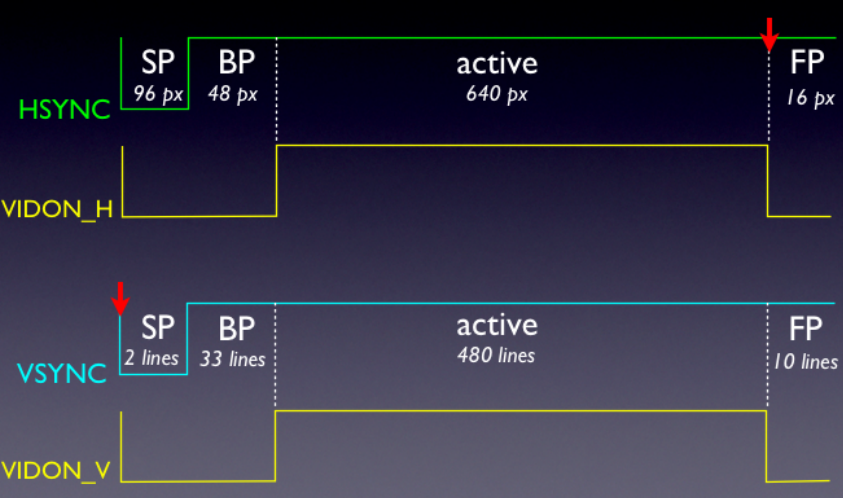 SP BP active FP
96 px 48 px 640 px 16 px
HSYNC
VIDON_H
SP BP active FP
2 lines 33 lines 480 lines 10 lines
VSYNC
VIDON_V